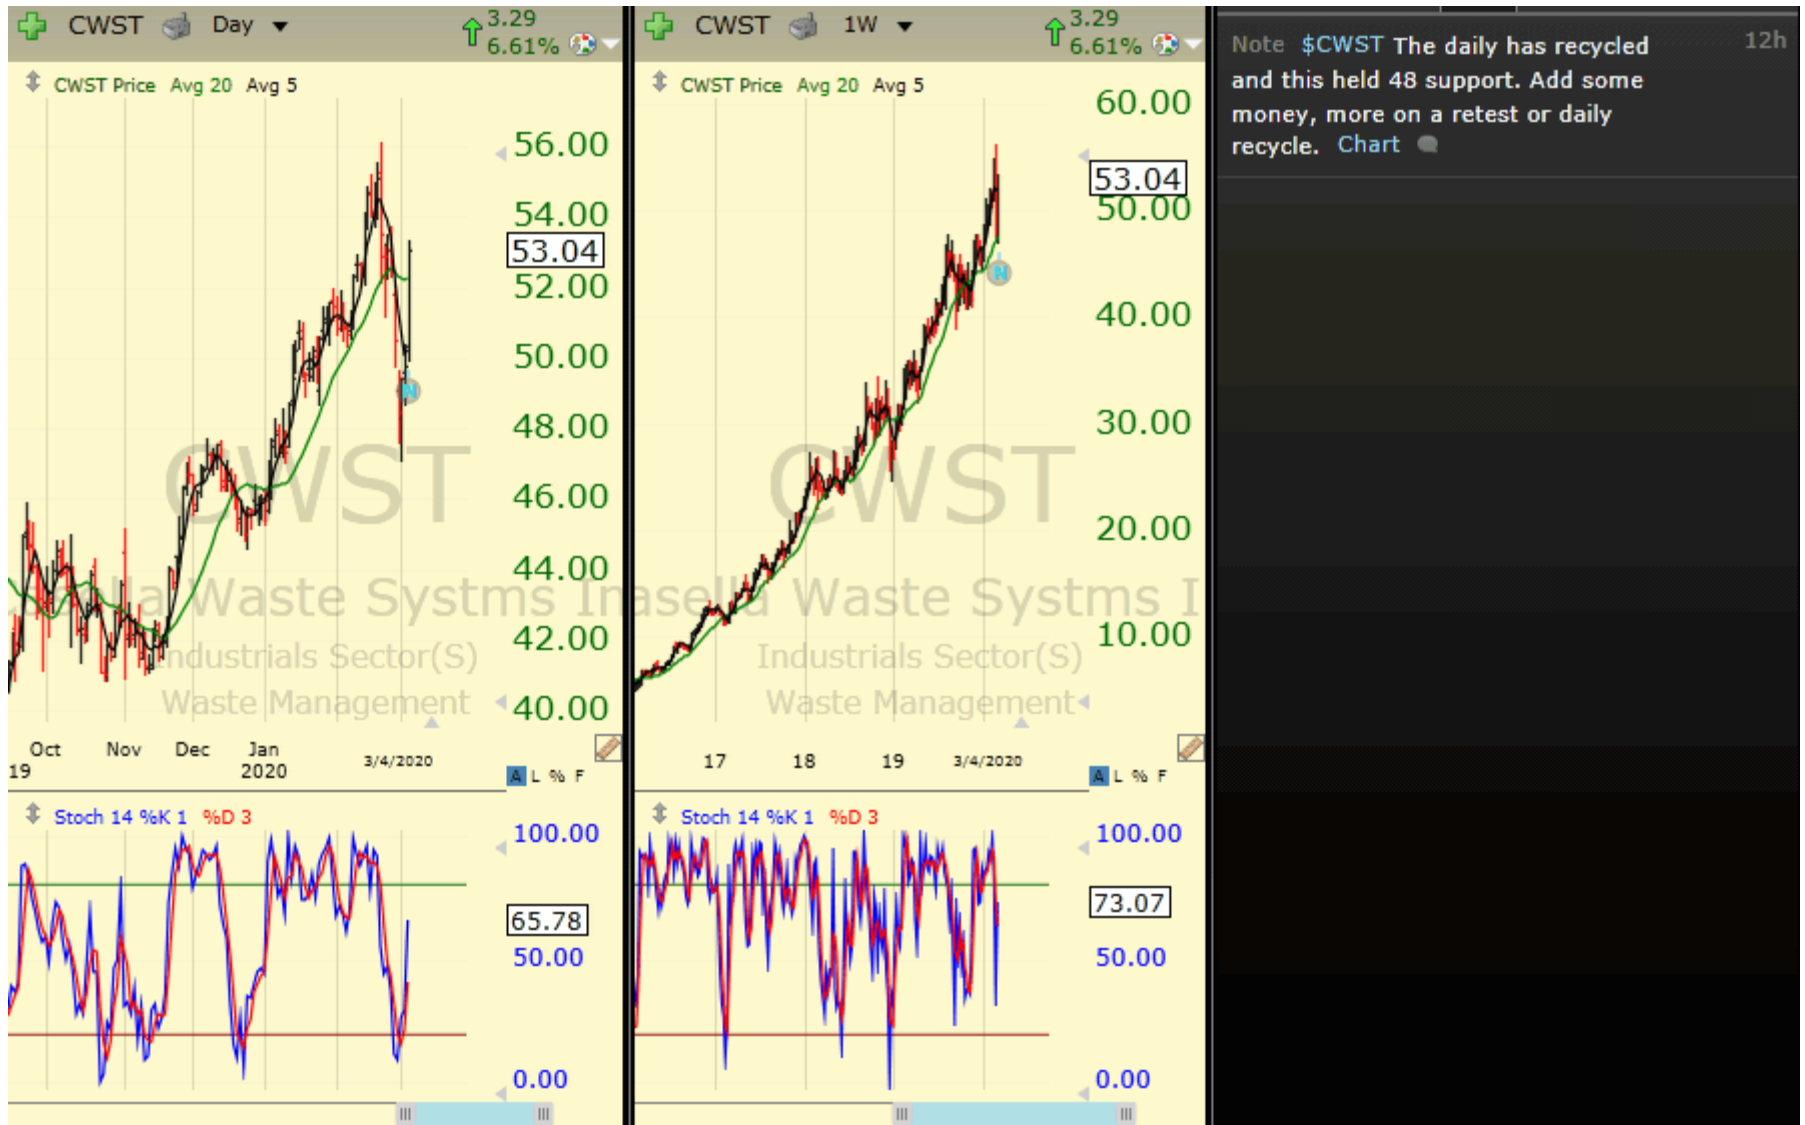 CWST Day
3.29
6.61%
CWST Price Avg 20 Avg 5
56.00
54.00
53.04
52.00
50.00
N
48.00
CWST
46.00
44.00
Waste Systms In
42.00
Industrials Sector(S)
Waste Management
40.00
Oct Nov Dec Jan
19 2020 3/4/2020
A L % F
Stoch 14 %K 1 %D 3
100.00
65.78
50.00
0.00
CWST 1W
3.29
6.61%
CWST Price Avg 20 Avg 5
60.00
53.04
50.00
N
40.00
30.00
CWST
20.00
asella Waste Systms I
10.00
Industrials Sector(S)
Waste Management
17 18 19 3/4/2020
A L % F
Stoch 14 %K 1 %D 3
100.00
73.07
50.00
0.00
Note $CWST The daily has recycled 12h
and this held 48 support. Add some
money, more on a retest or daily
recycle. Chart